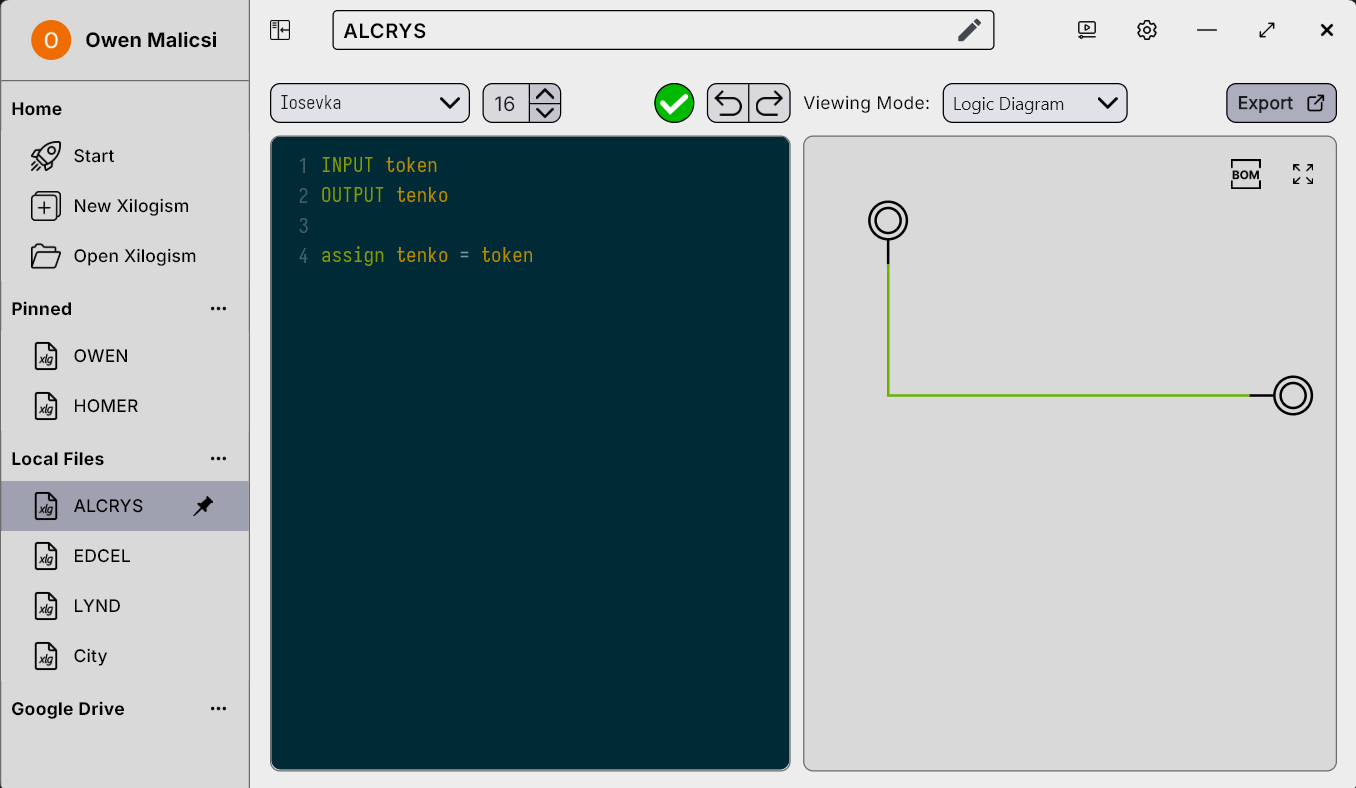 O Owen Malicsi
ALCRYS
Home
Start
New Xilogism
Open Xilogism
Pinned
xlg OWEN
xlg HOMER
Local Files
xlg ALCRYS
xlg EDCEL
xlg LYND
xlg City
Google Drive
Iosevka 16 Viewing Mode: Logic Diagram Export
1 INPUT token
2 OUTPUT tenko
3
4 assign tenko = token
BOM